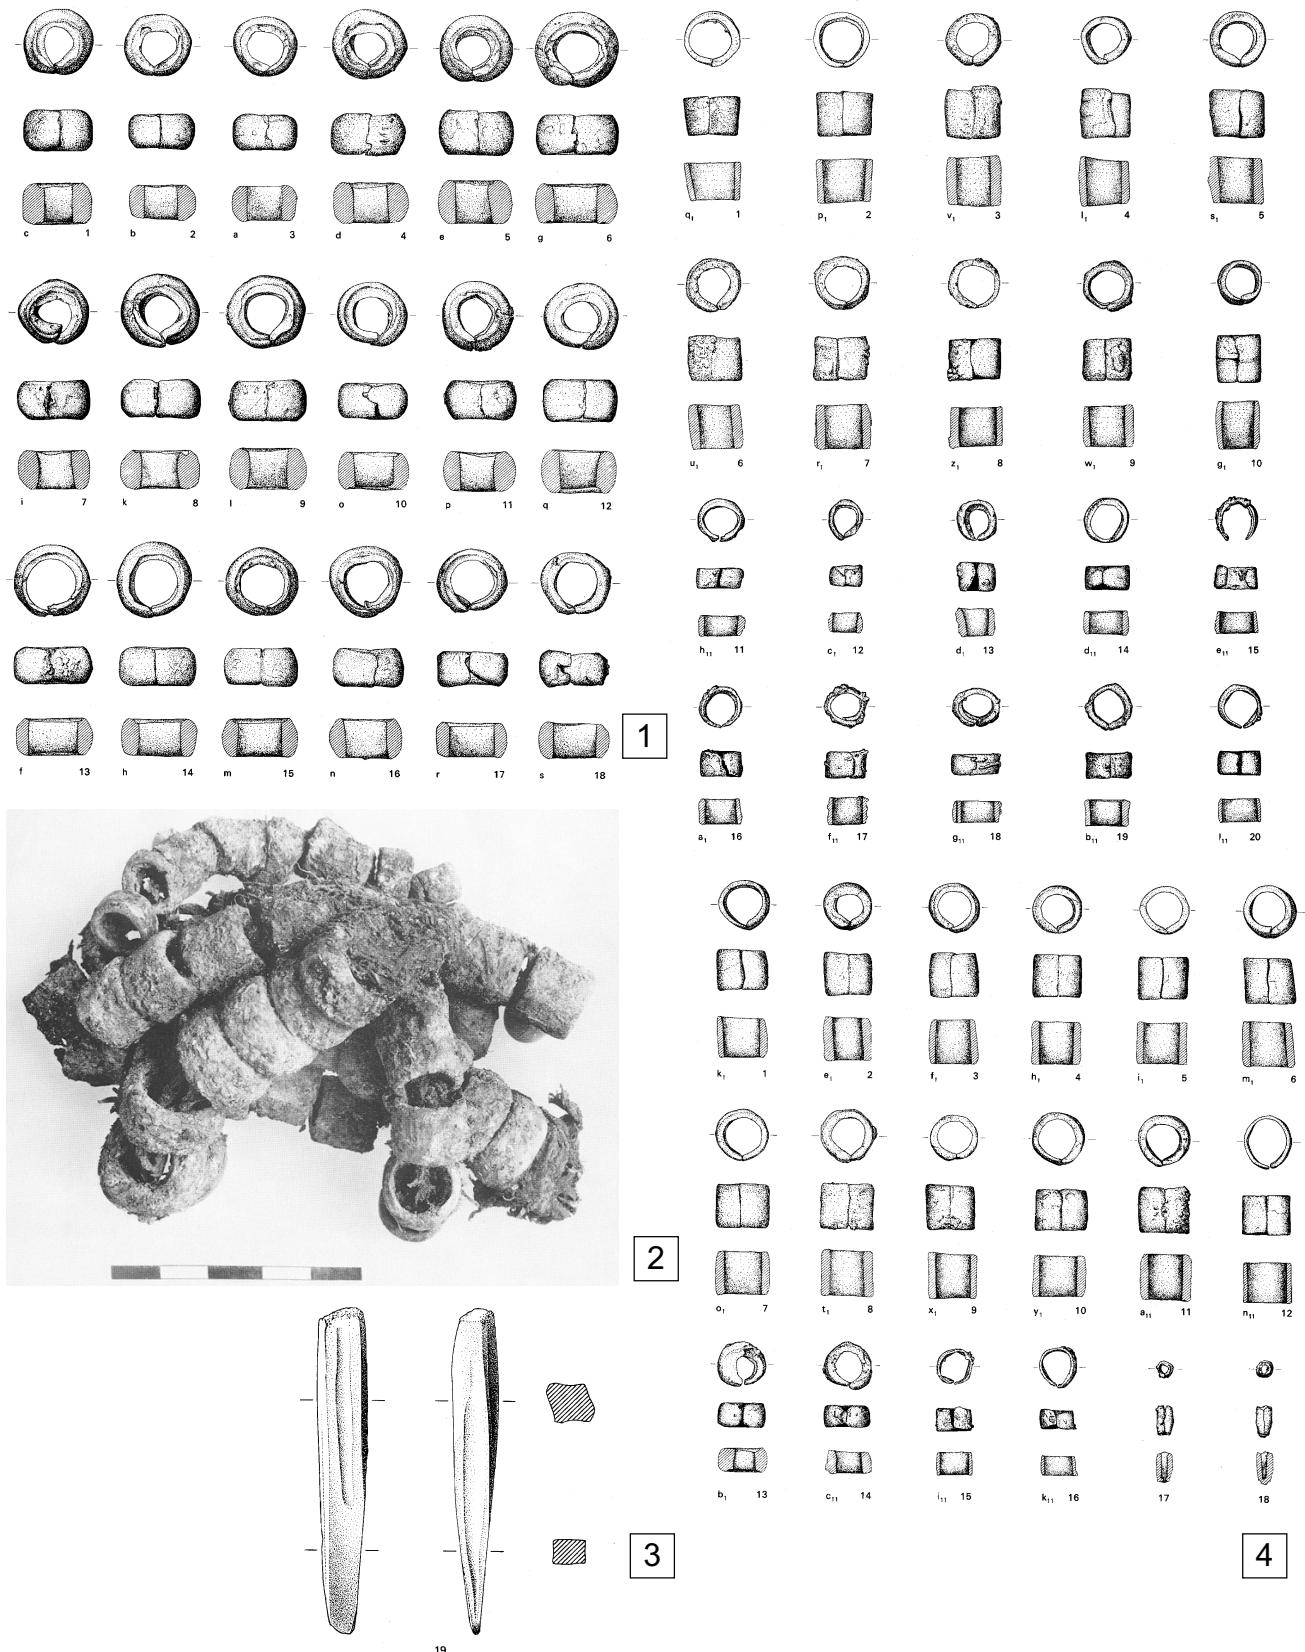 c 1 b 2 a 3 d 4 e 5 g 6
i 7 k 8 l 9 o 10 p 11 q 12
f 13 h 14 m 15 n 16 r 17 s 18
1
2
19
3
q₁ 1 p₁ 2 v₁ 3 l₁ 4 s₁ 5
u₁ 6 r₁ 7 z₁ 8 w₁ 9 g₁ 10
h₁₁ 11 c₁ 12 d₁ 13 d₁₁ 14 e₁₁ 15
a₁ 16 f₁₁ 17 g₁₁ 18 b₁₁ 19 l₁₁ 20
k₁ 1 e₁ 2 f₁ 3 h₁ 4 i₁ 5 m₁ 6
o₁ 7 t₁ 8 x₁ 9 y₁ 10 a₁₁ 11 n₁₁ 12
b₁ 13 c₁₁ 14 i₁₁ 15 k₁₁ 16 17 18
4